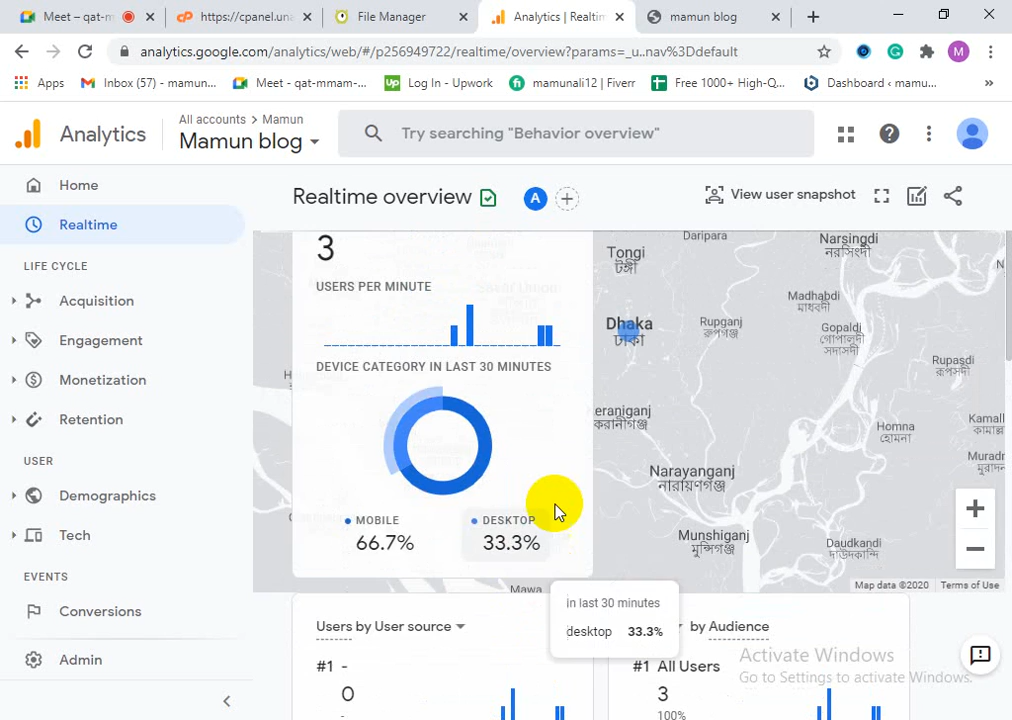 Meet – qat-m
https://cpanel.una
File Manager
Analytics | Realtim
mamun blog
analytics.google.com/analytics/web/#/p256949722/realtime/overview?params=_u..nav%3Ddefault
M
Apps
Inbox (57) - mamun...
Meet - qat-mmam-...
up
Log In - Upwork
fi
mamunali12 | Fiverr
Free 1000+ High-Q...
Dashboard ‹ mamu...
»
Analytics
All accounts > Mamun
Mamun blog
Try searching "Behavior overview"
Home
Realtime
LIFE CYCLE
Acquisition
Engagement
Monetization
Retention
USER
Demographics
Tech
EVENTS
Conversions
Admin
Realtime overview
A
View user snapshot
3
USERS PER MINUTE
DEVICE CATEGORY IN LAST 30 MINUTES
MOBILE
66.7%
DESKTOP
33.3%
in last 30 minutes
desktop 33.3%
Daripara
Tongi
টঙ্গী
Narsingdi
নরসিংদী
Madhabdi
মাধবদী
Dhaka
ঢাকা
Rupganj
রূপগঞ্জ
Gopaldi
গোপালদী
Rupasdi
রূপসদী
eraniganj
করানীগঞ্জ
Homna
হোমনা
Kamall
কামাল্ল
Narayanganj
নারায়ণগঞ্জ
Muradn
মুরাদন
Munshiganj
মুন্সিগঞ্জ
Daudkandi
দাউদকান্দি
Mawa
Map data ©2020
Terms of Use
Users by User source
#1 -
0
-
by Audience
#1 All Users
3
100%
Activate Windows
Go to Settings to activate Windows.